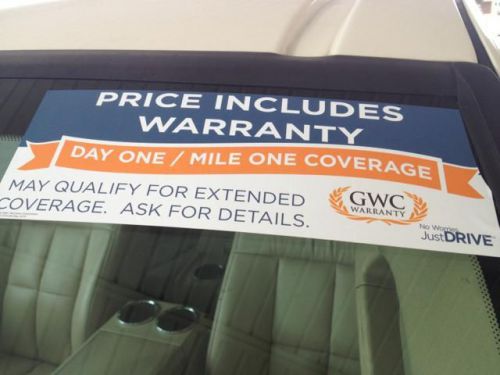 PRICE INCLUDES
WARRANTY
DAY ONE / MILE ONE COVERAGE
MAY QUALIFY FOR EXTENDED
COVERAGE. ASK FOR DETAILS.
GWC
WARRANTY
No Worries.
JustDRIVE